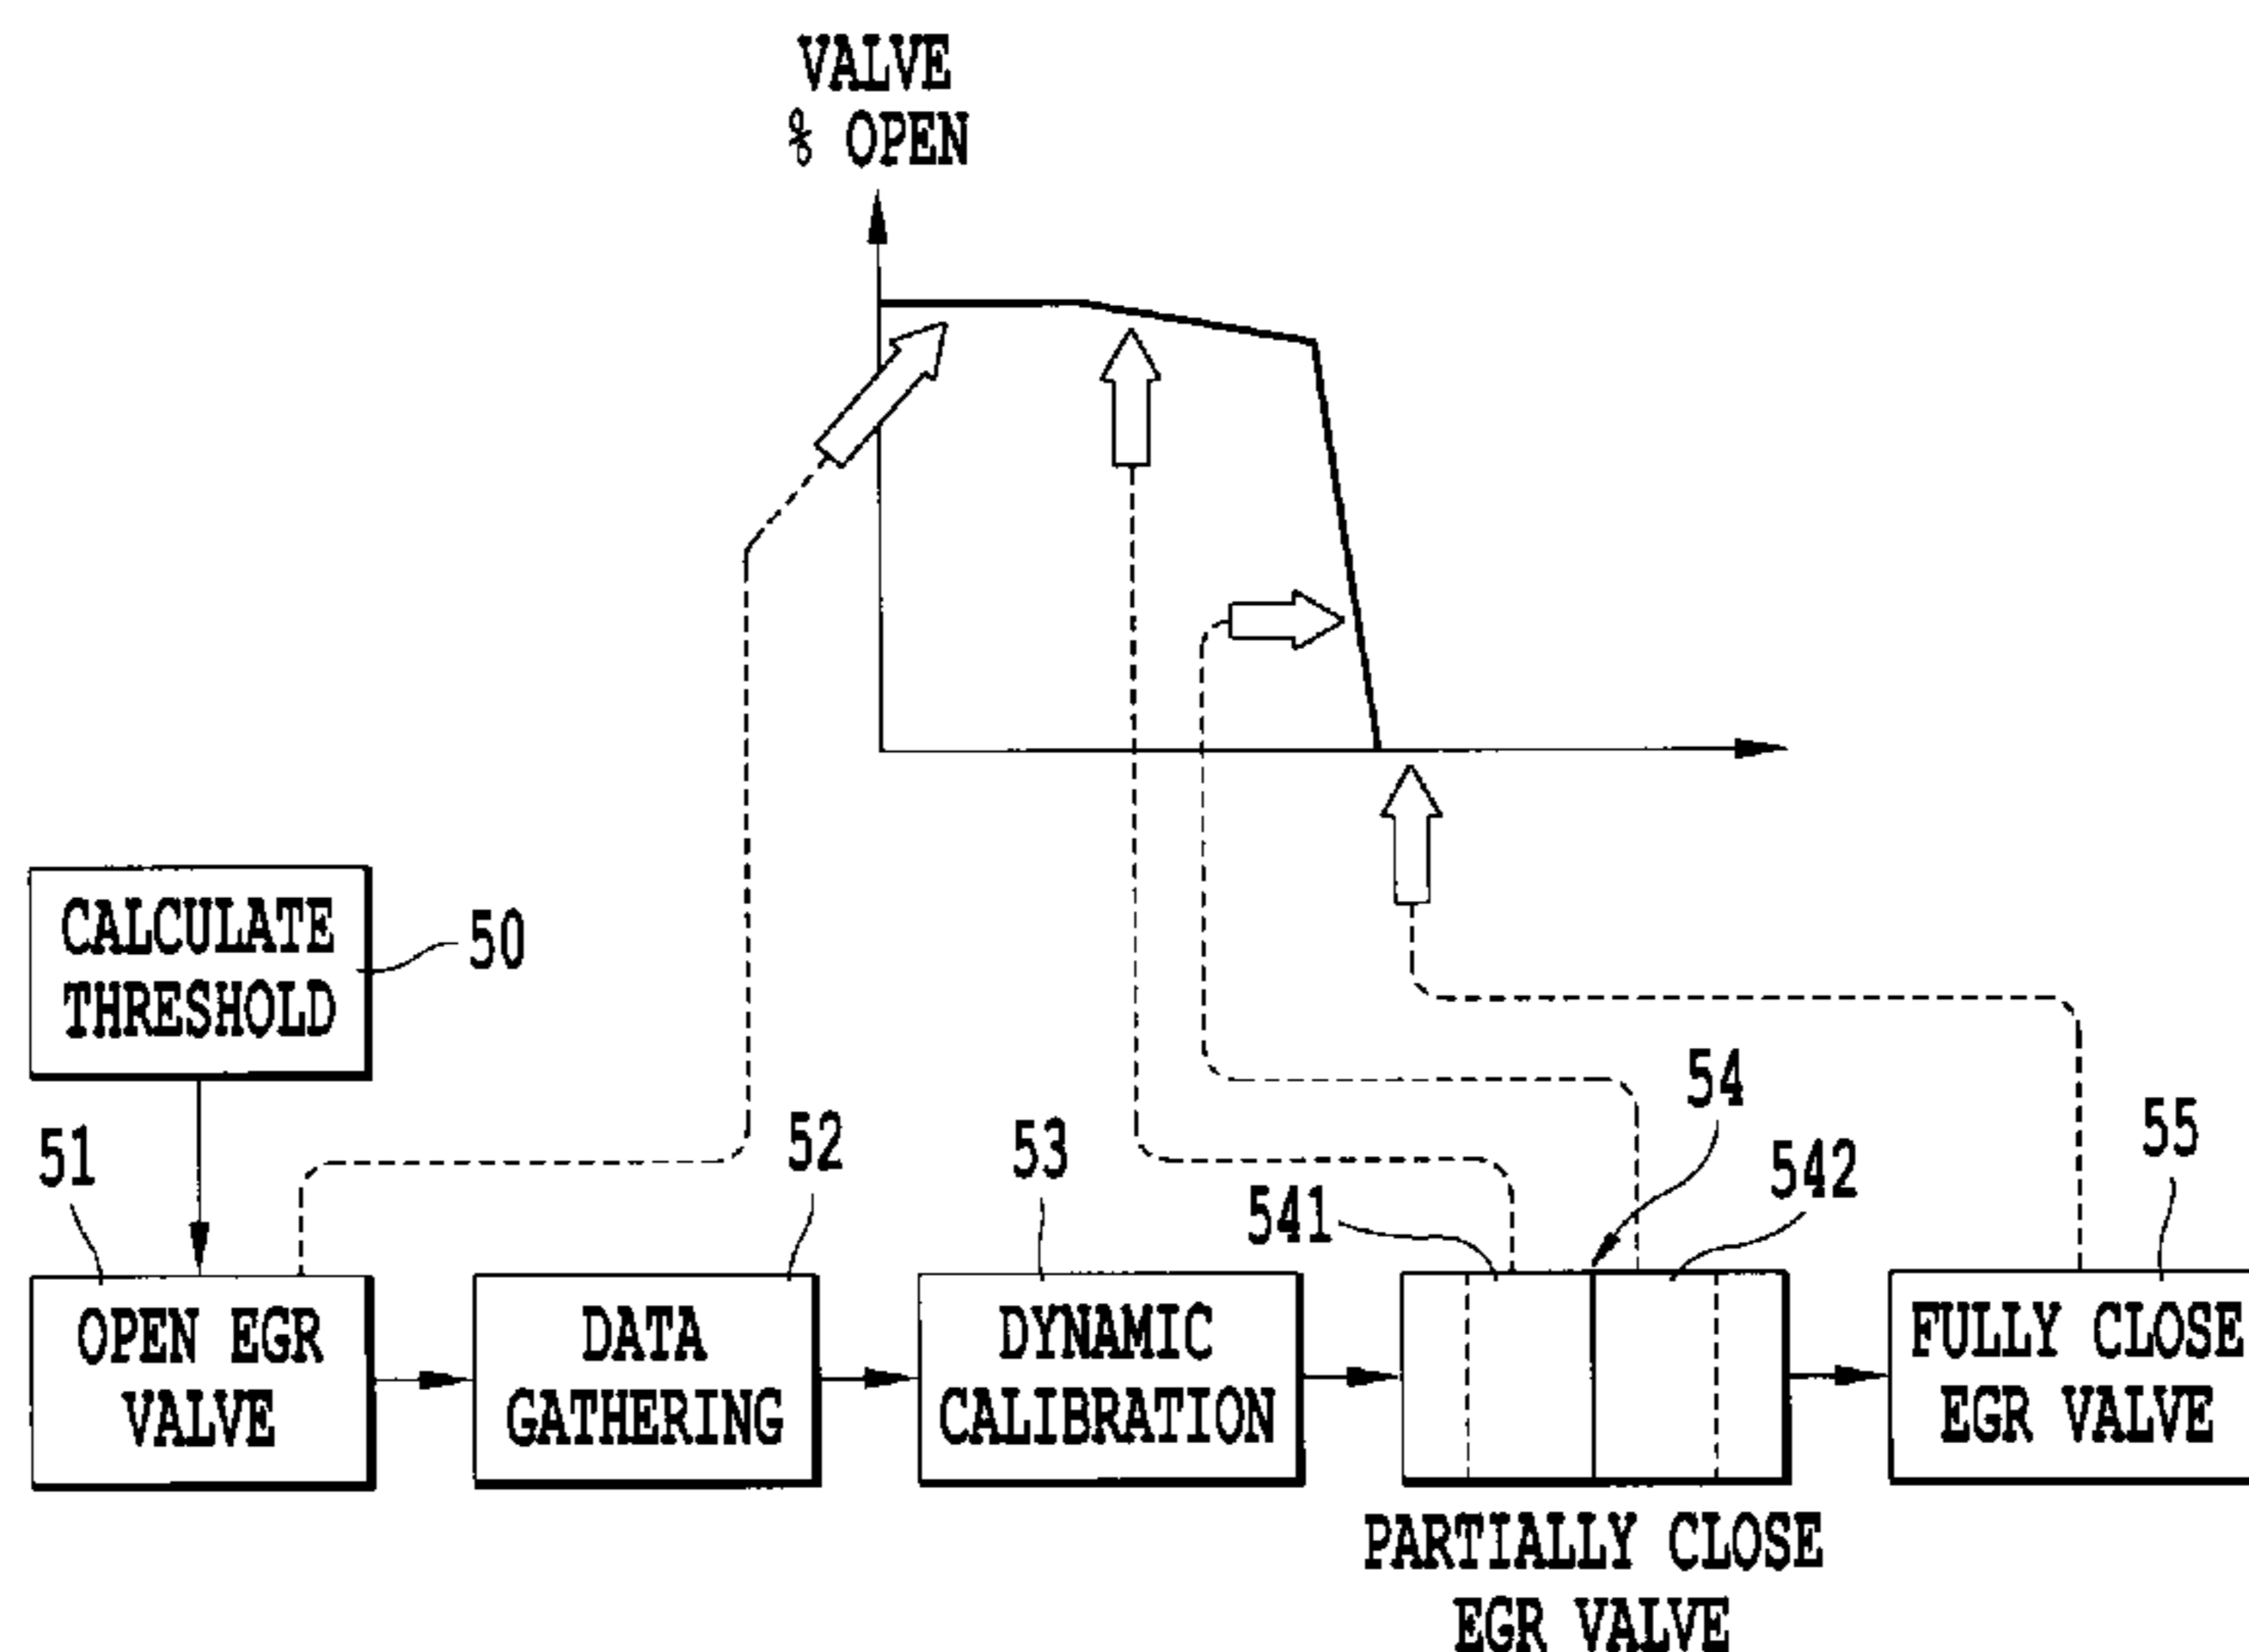 VALVE
% OPEN
CALCULATE
THRESHOLD
50
51
52
53
541
54
542
55
OPEN EGR
VALVE
DATA
GATHERING
DYNAMIC
CALIBRATION
FULLY CLOSE
EGR VALVE
PARTIALLY CLOSE
EGR VALVE